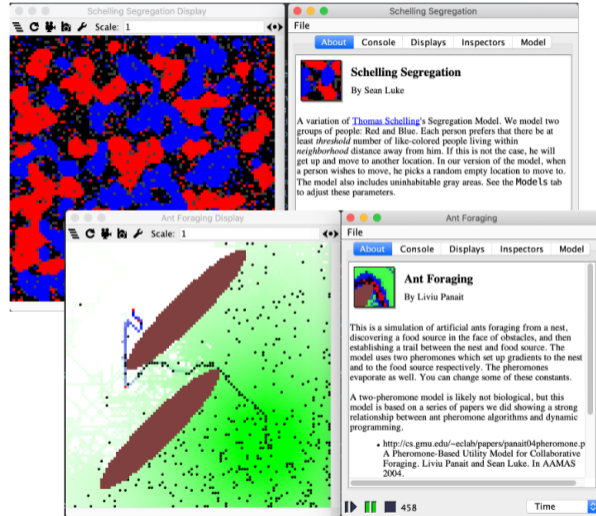 Schelling Segregation Display
Scale: 1
Schelling Segregation
File
About Console Displays Inspectors Model
Schelling Segregation
By Sean Luke
A variation of Thomas Schelling's Segregation Model. We model two
groups of people: Red and Blue. Each person prefers that there be at
least threshold number of like-colored people living within
neighborhood distance away from him. If this is not the case, he will
get up and move to another location. In our version of the model, when
a person wishes to move, he picks a random empty location to move to.
The model also includes uninhabitable gray areas. See the Models tab
to adjust these parameters.
Ant Foraging Display
Scale: 1
Ant Foraging
File
About Console Displays Inspectors Model
Ant Foraging
By Liviu Panait
This is a simulation of artificial ants foraging from a nest,
discovering a food source in the face of obstacles, and then
establishing a trail between the nest and food source. The
model uses two pheromones which set up gradients to the nest
and to the food source respectively. The pheromones
evaporate as well. You can change some of these constants.
A two-pheromone model is likely not biological, but this
model is based on a series of papers we did showing a strong
relationship between ant pheromone algorithms and dynamic
programming.
• http://cs.gmu.edu/~eclab/papers/panait04pheromone.p
A Pheromone-Based Utility Model for Collaborative
Foraging. Liviu Panait and Sean Luke. In AAMAS
2004.
458
Time